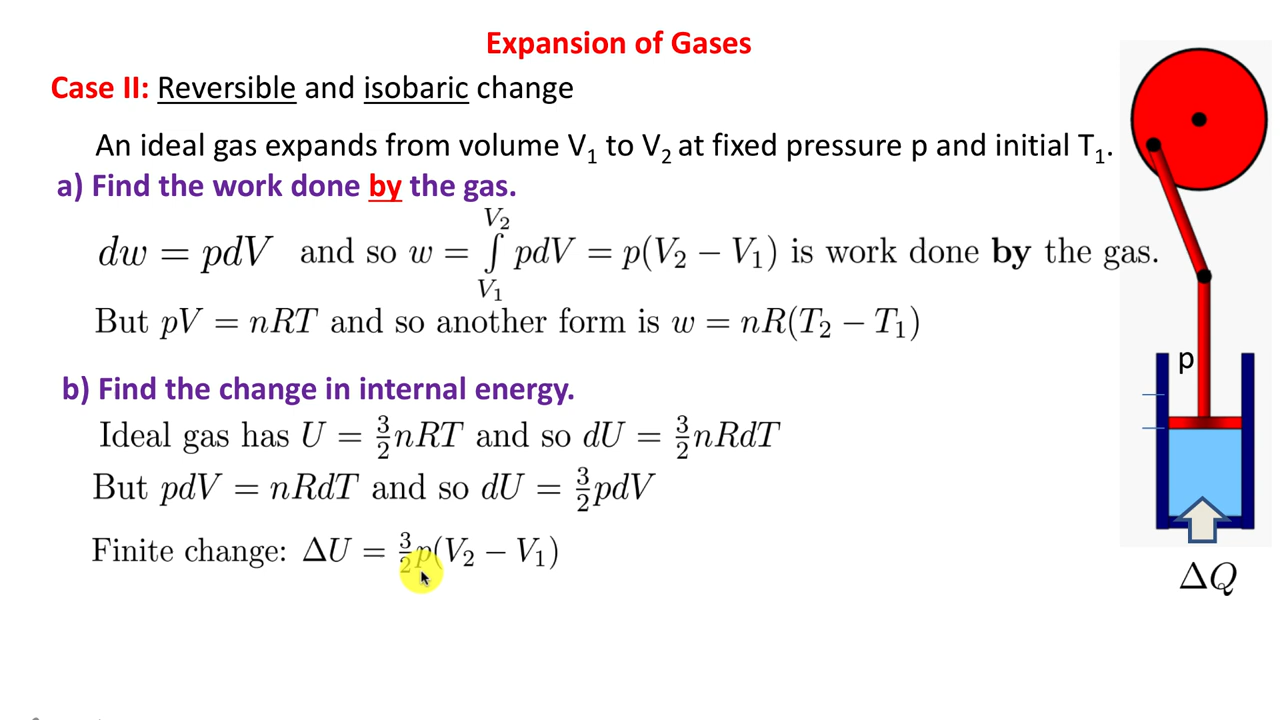 Expansion of Gases
Case II: Reversible and isobaric change
An ideal gas expands from volume V₁ to V₂ at fixed pressure p and initial T₁.
a) Find the work done by the gas.
dw = pdV and so w = ∫_{V₁}^{V₂} pdV = p(V₂ − V₁) is work done by the gas.
But pV = nRT and so another form is w = nR(T₂ − T₁)
p
b) Find the change in internal energy.
Ideal gas has U = 3/2 nRT and so dU = 3/2 nRdT
But pdV = nRdT and so dU = 3/2 pdV
Finite change: ΔU = 3/2 p(V₂ − V₁)
ΔQ